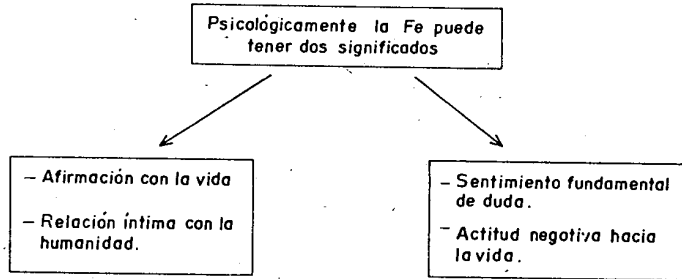 Psicológicamente la Fe puede
tener dos significados
– Afirmación con la vida
– Relación íntima con la
humanidad.
– Sentimiento fundamental
de duda.
– Actitud negativa hacia
la vida.